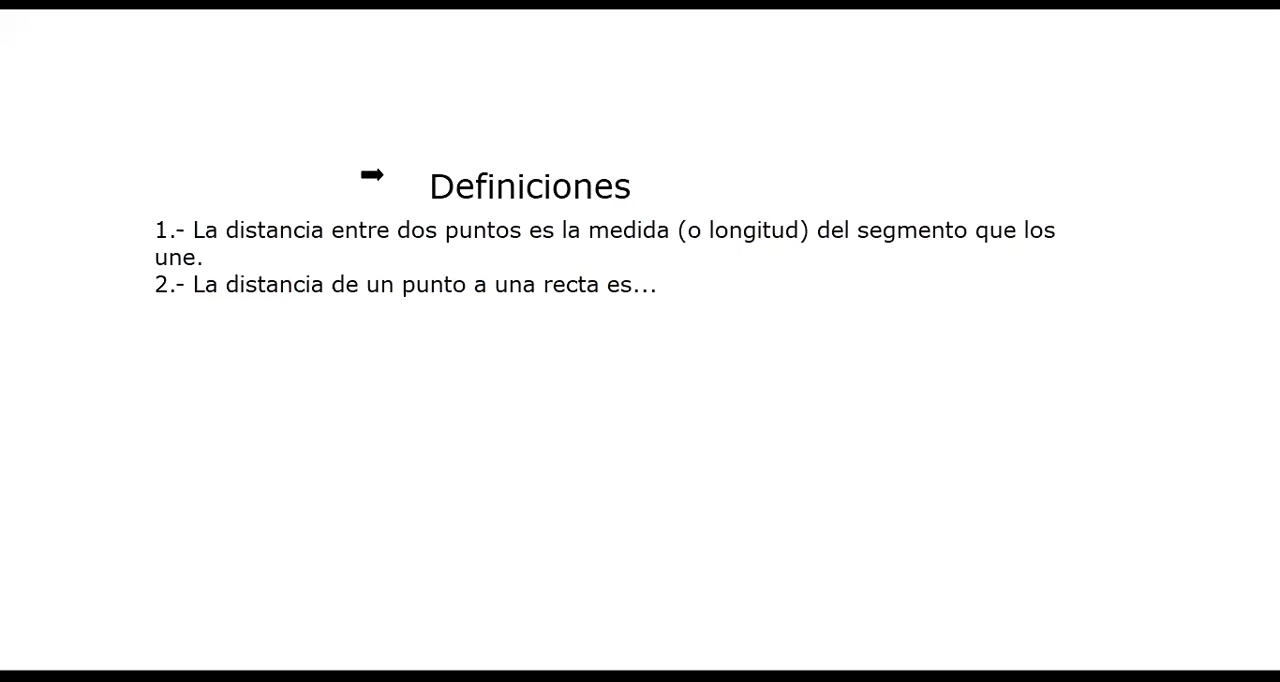 ➡ Definiciones
1.- La distancia entre dos puntos es la medida (o longitud) del segmento que los
une.
2.- La distancia de un punto a una recta es...